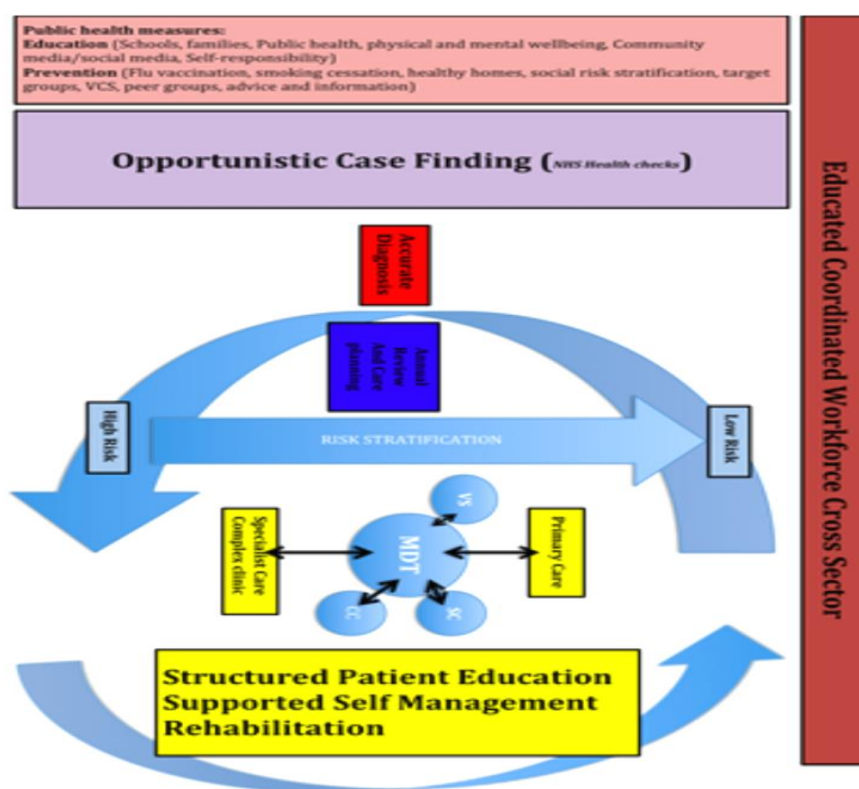 Public health measures:
Education (Schools, families, Public health, physical and mental wellbeing, Community
media/social media, Self-responsibility)
Prevention (Flu vaccination, smoking cessation, healthy homes, social risk stratification, target
groups, VCS, peer groups, advice and information)
Opportunistic Case Finding (NHS Health checks)
Educated Coordinated Workforce Cross Sector
Accurate
Diagnosis
Annual
Review
And Care
planning
High Risk
RISK STRATIFICATION
Low Risk
VS
Specialist Care
Complex clinic
MDT
Primary Care
CC
SC
Structured Patient Education
Supported Self Management
Rehabilitation